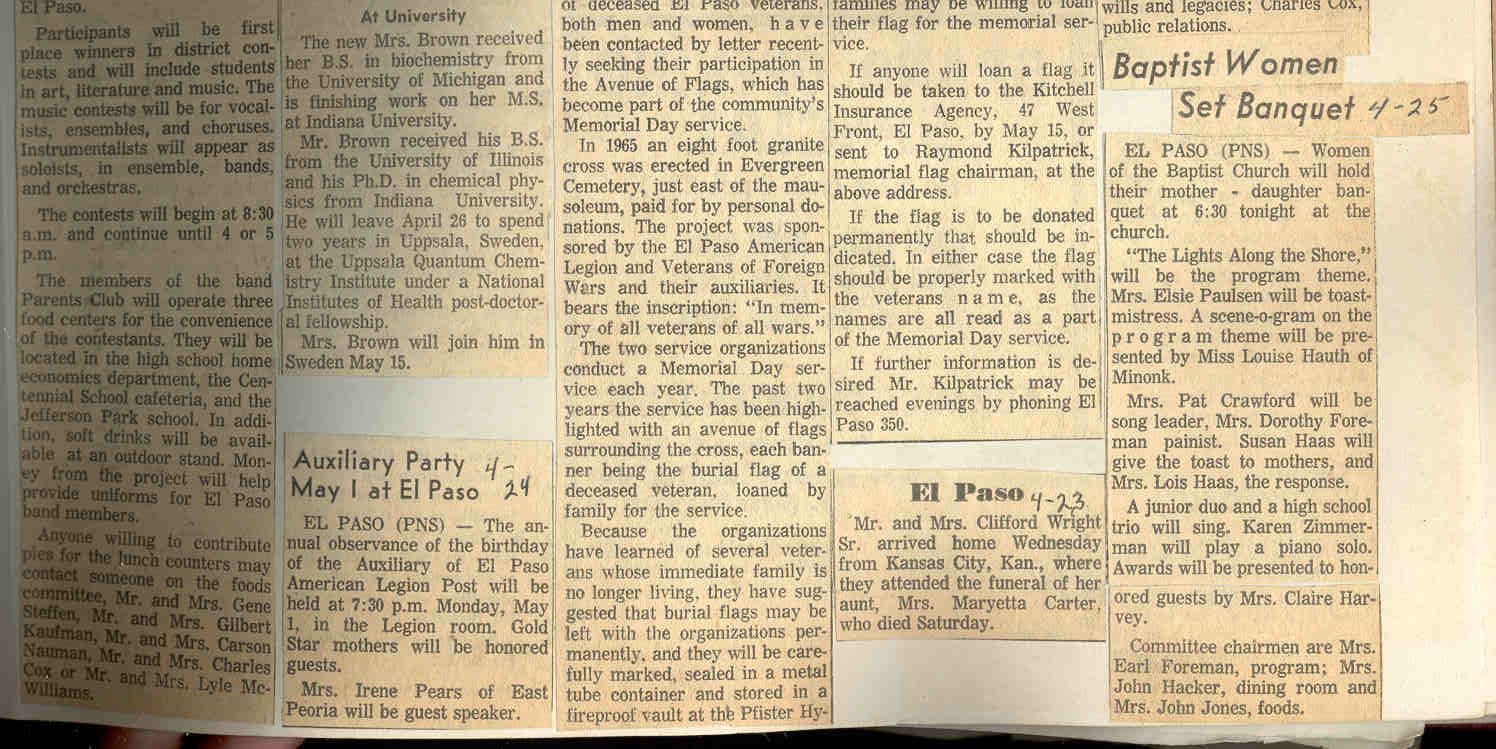 El Paso.
Participants will be first
place winners in district con-
tests and will include students
in art, literature and music. The
music contests will be for vocal-
ists, ensembles, and choruses.
Instrumentalists will appear as
soloists, in ensemble, bands,
and orchestras.
The contests will begin at 8:30
a.m. and continue until 4 or 5
p.m.
The members of the band
Parents Club will operate three
food centers for the convenience
of the contestants. They will be
located in the high school home
economics department, the Cen-
tennial School cafeteria, and the
Jefferson Park school. In addi-
tion, soft drinks will be avail-
able at an outdoor stand. Mon-
ey from the project will help
provide uniforms for El Paso
band members.
Anyone willing to contribute
pies for the lunch counters may
contact someone on the foods
committee, Mr. and Mrs. Gene
Steffen, Mr. and Mrs. Gilbert
Kaufman, Mr. and Mrs. Carson
Nauman, Mr. and Mrs. Charles
Cox or Mr. and Mrs. Lyle Mc-
Williams.
At University
The new Mrs. Brown received
her B.S. in biochemistry from
the University of Michigan and
is finishing work on her M.S.
at Indiana University.
Mr. Brown received his B.S.
from the University of Illinois
and his Ph.D. in chemical phy-
sics from Indiana University.
He will leave April 26 to spend
two years in Uppsala, Sweden,
at the Uppsala Quantum Chem-
istry Institute under a National
Institutes of Health post-doctor-
al fellowship.
Mrs. Brown will join him in
Sweden May 15.
Auxiliary Party 4-
May 1 at El Paso 24
EL PASO (PNS) — The an-
nual observance of the birthday
of the Auxiliary of El Paso
American Legion Post will be
held at 7:30 p.m. Monday, May
1, in the Legion room. Gold
Star mothers will be honored
guests.
Mrs. Irene Pears of East
Peoria will be guest speaker.
of deceased El Paso veterans,
both men and women, have
been contacted by letter recent-
ly seeking their participation in
the Avenue of Flags, which has
become part of the community's
Memorial Day service.
In 1965 an eight foot granite
cross was erected in Evergreen
Cemetery, just east of the mau-
soleum, paid for by personal do-
nations. The project was spon-
sored by the El Paso American
Legion and Veterans of Foreign
Wars and their auxiliaries. It
bears the inscription: "In mem-
ory of all veterans of all wars."
The two service organizations
conduct a Memorial Day ser-
vice each year. The past two
years the service has been high-
lighted with an avenue of flags
surrounding the cross, each ban-
ner being the burial flag of a
deceased veteran, loaned by
family for the service.
Because the organizations
have learned of several veter-
ans whose immediate family is
no longer living, they have sug-
gested that burial flags may be
left with the organizations per-
manently, and they will be care-
fully marked, sealed in a metal
tube container and stored in a
fireproof vault at the Pfister Hy-
families may be willing to loan
their flag for the memorial ser-
vice.
If anyone will loan a flag it
should be taken to the Kitchell
Insurance Agency, 47 West
Front, El Paso, by May 15, or
sent to Raymond Kilpatrick,
memorial flag chairman, at the
above address.
If the flag is to be donated
permanently that should be in-
dicated. In either case the flag
should be properly marked with
the veterans name, as the
names are all read as a part
of the Memorial Day service.
If further information is de-
sired Mr. Kilpatrick may be
reached evenings by phoning El
Paso 350.
El Paso 4-23
Mr. and Mrs. Clifford Wright
Sr. arrived home Wednesday
from Kansas City, Kan., where
they attended the funeral of her
aunt, Mrs. Maryetta Carter,
who died Saturday.
wills and legacies; Charles Cox,
public relations.
Baptist Women
Set Banquet 4-25
EL PASO (PNS) — Women
of the Baptist Church will hold
their mother - daughter ban-
quet at 6:30 tonight at the
church.
"The Lights Along the Shore,"
will be the program theme.
Mrs. Elsie Paulsen will be toast-
mistress. A scene-o-gram on the
program theme will be pre-
sented by Miss Louise Hauth of
Minonk.
Mrs. Pat Crawford will be
song leader, Mrs. Dorothy Fore-
man painist. Susan Haas will
give the toast to mothers, and
Mrs. Lois Haas, the response.
A junior duo and a high school
trio will sing. Karen Zimmer-
man will play a piano solo.
Awards will be presented to hon-
ored guests by Mrs. Claire Har-
vey.
Committee chairmen are Mrs.
Earl Foreman, program; Mrs.
John Hacker, dining room and
Mrs. John Jones, foods.